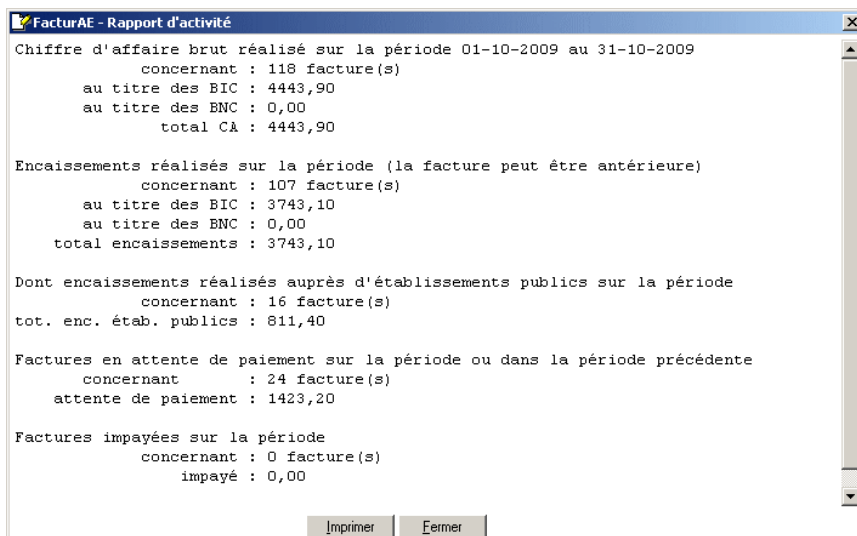 FacturAE - Rapport d'activité
Chiffre d'affaire brut réalisé sur la période 01-10-2009 au 31-10-2009
concernant : 118 facture(s)
au titre des BIC : 4443,90
au titre des BNC : 0,00
total CA : 4443,90
Encaissements réalisés sur la période (la facture peut être antérieure)
concernant : 107 facture(s)
au titre des BIC : 3743,10
au titre des BNC : 0,00
total encaissements : 3743,10
Dont encaissements réalisés auprès d'établissements publics sur la période
concernant : 16 facture(s)
tot. enc. étab. publics : 811,40
Factures en attente de paiement sur la période ou dans la période précédente
concernant : 24 facture(s)
attente de paiement : 1423,20
Factures impayées sur la période
concernant : 0 facture(s)
impayé : 0,00
Imprimer Fermer